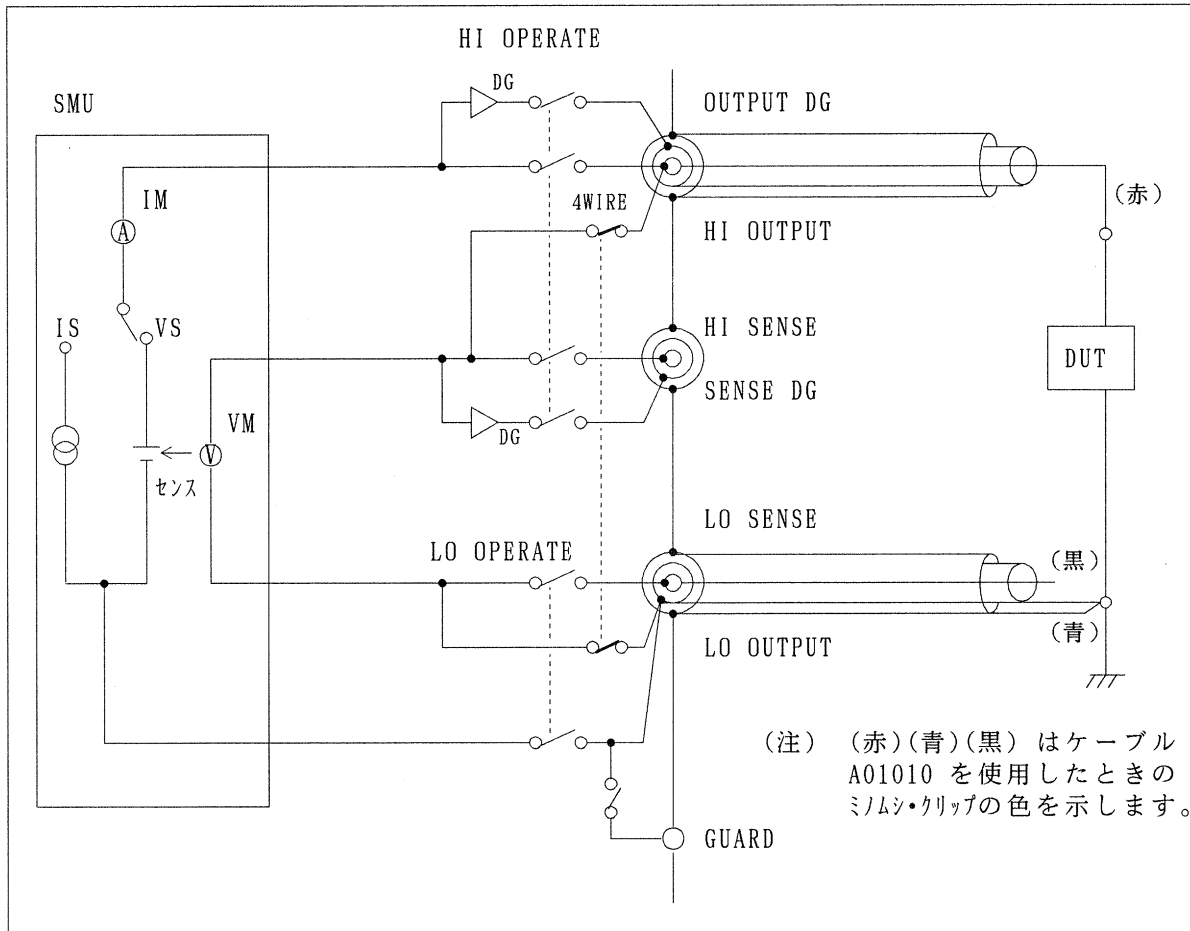 HI OPERATE
DG
SMU
OUTPUT DG
IM
A
4WIRE
(赤)
HI OUTPUT
IS
VS
HI SENSE
DUT
SENSE DG
VM
V
DG
センス
LO SENSE
LO OPERATE
(黒)
(青)
LO OUTPUT
(注) (赤)(青)(黒) はケーブル
A01010 を使用したときの
ミノムシ・クリップの色を示します。
GUARD